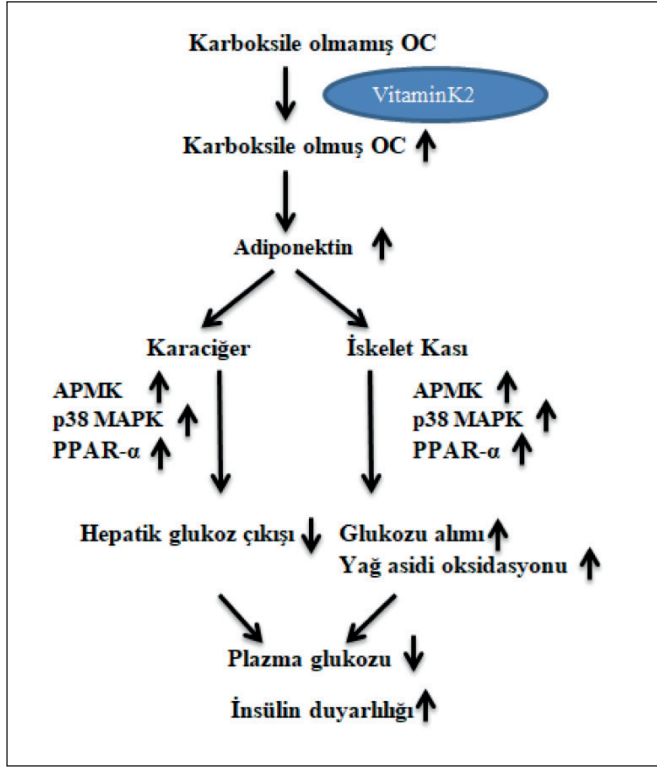 Karboksile olmamış OC
VitaminK2
Karboksile olmuş OC
Adiponektin
Karaciğer
İskelet Kası
APMK
p38 MAPK
PPAR-α
APMK
p38 MAPK
PPAR-α
Hepatik glukoz çıkışı
Glukozu alımı
Yağ asidi oksidasyonu
Plazma glukozu
İnsülin duyarlılığı